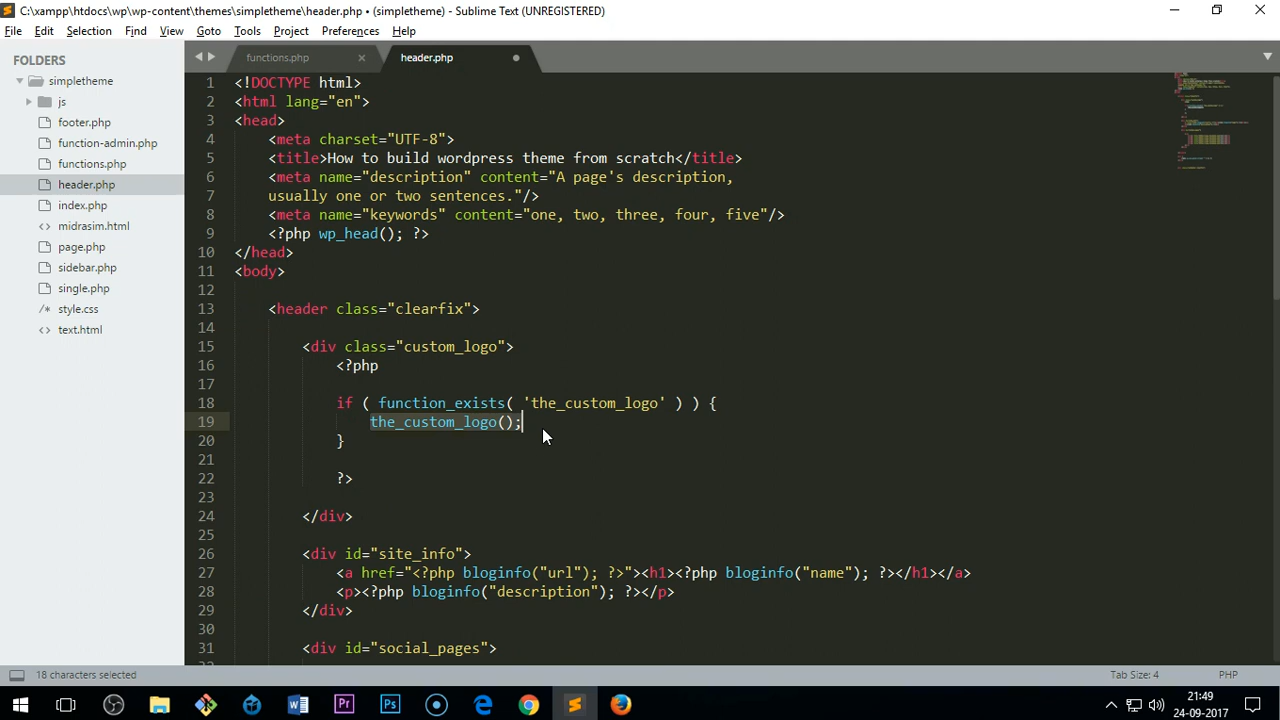 C:\xampp\htdocs\wp\wp-content\themes\simpletheme\header.php • (simpletheme) - Sublime Text (UNREGISTERED)
File Edit Selection Find View Goto Tools Project Preferences Help
FOLDERS
simpletheme
js
footer.php
function-admin.php
functions.php
header.php
index.php
midrasim.html
page.php
sidebar.php
single.php
/* style.css
<> text.html
functions.php × header.php
1 <!DOCTYPE html>
2 <html lang="en">
3 <head>
4 <meta charset="UTF-8">
5 <title>How to build wordpress theme from scratch</title>
6 <meta name="description" content="A page's description,
7 usually one or two sentences."/>
8 <meta name="keywords" content="one, two, three, four, five"/>
9 <?php wp_head(); ?>
10 </head>
11 <body>
12
13 <header class="clearfix">
14
15 <div class="custom_logo">
16 <?php
17
18 if ( function_exists( 'the_custom_logo' ) ) {
19 the_custom_logo();
20 }
21
22 ?>
23
24 </div>
25
26 <div id="site_info">
27 <a href="<?php bloginfo("url"); ?>"><h1><?php bloginfo("name"); ?></h1></a>
28 <p><?php bloginfo("description"); ?></p>
29 </div>
30
31 <div id="social_pages">
18 characters selected Tab Size: 4 PHP
W Pr Ps
21:49
24-09-2017